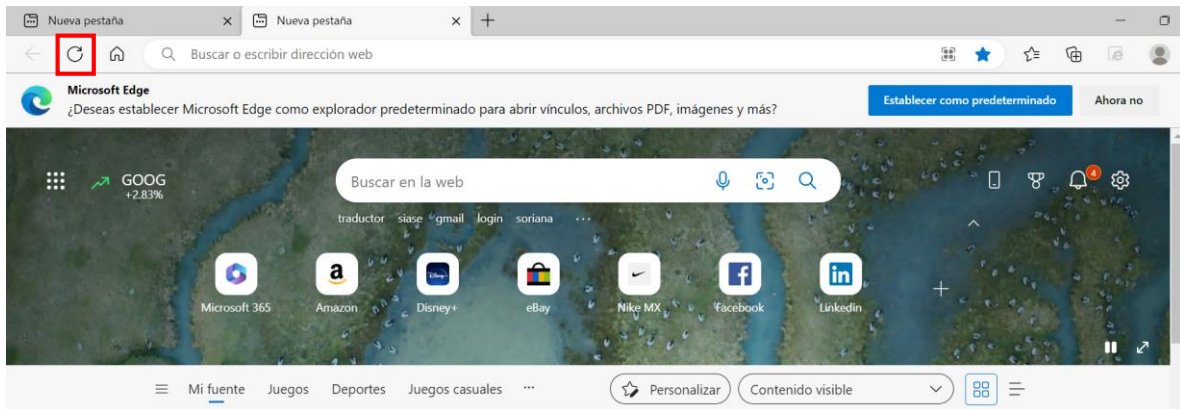 Nueva pestaña
Nueva pestaña
Buscar o escribir dirección web
Microsoft Edge
¿Deseas establecer Microsoft Edge como explorador predeterminado para abrir vínculos, archivos PDF, imágenes y más?
Establecer como predeterminado
Ahora no
GOOG
+2.83%
Buscar en la web
4
traductor siase gmail login soriana ...
a
Disney+
f
in
Microsoft 365
Amazon
Disney+
eBay
Nike MX
Facebook
Linkedin
Mi fuente Juegos Deportes Juegos casuales ...
Personalizar
Contenido visible